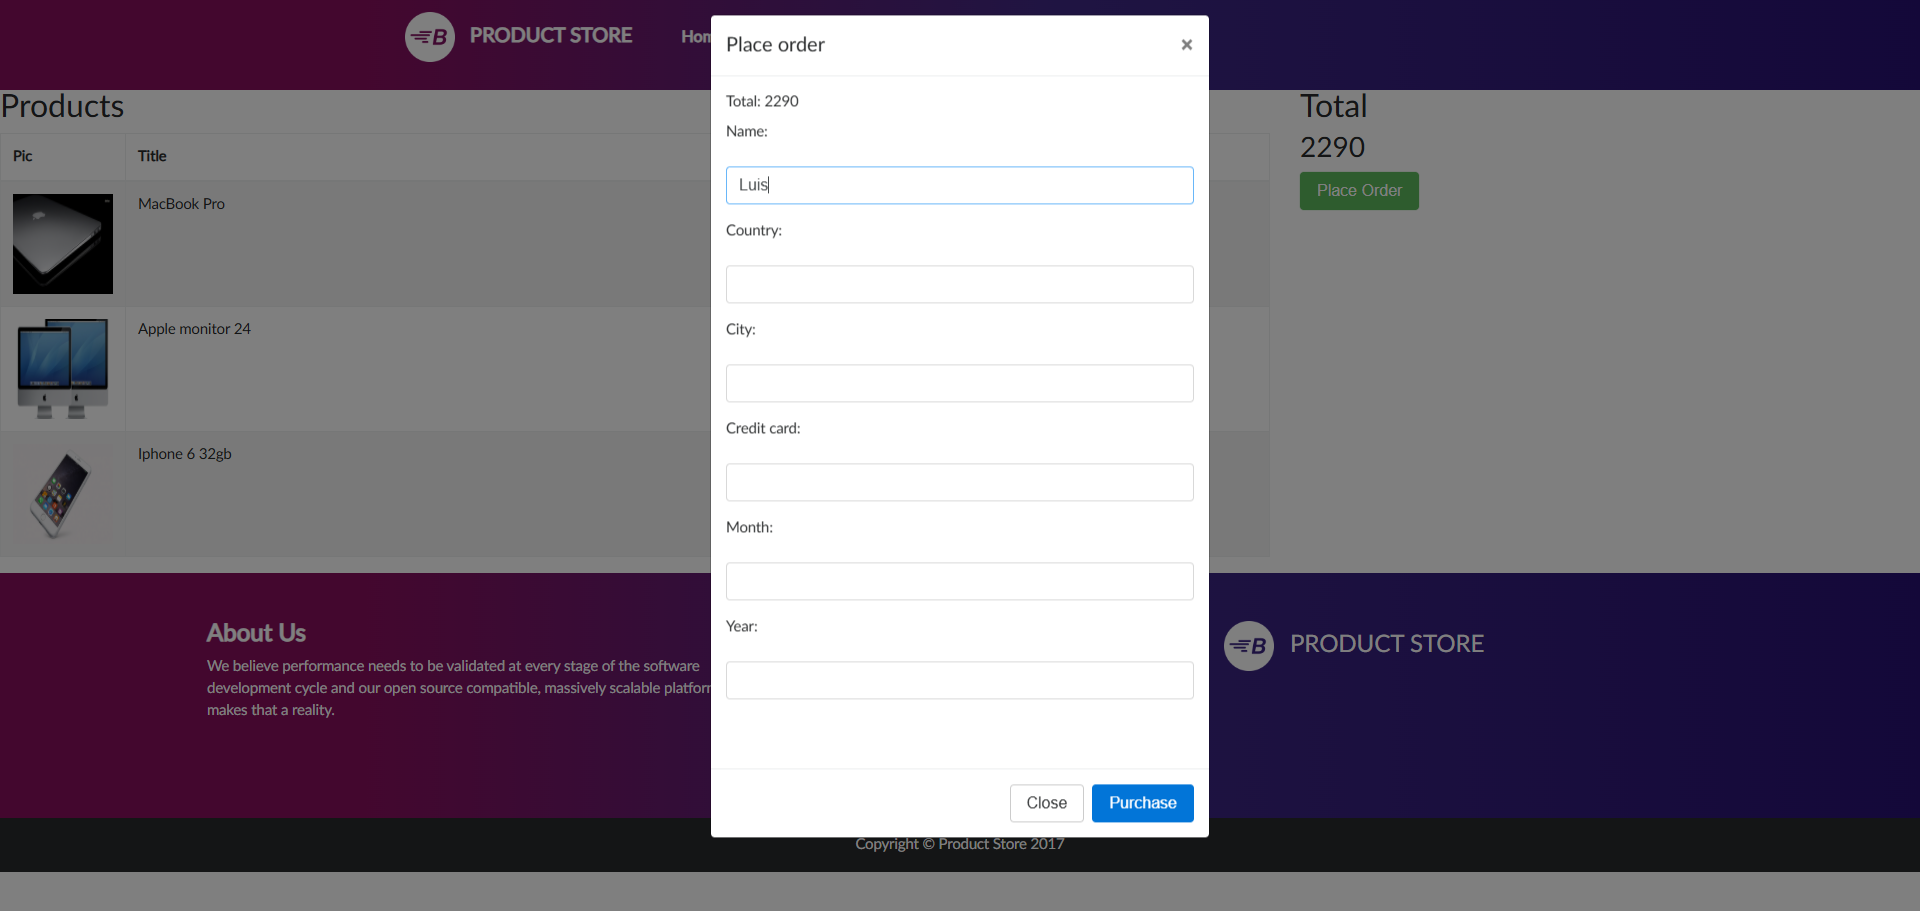 B PRODUCT STORE
Place order
×
Products
Pic
Title
MacBook Pro
Apple monitor 24
Iphone 6 32gb
Total: 2290
Name:
Luis
Country:
City:
Credit card:
Month:
Year:
Close
Purchase
Total
2290
Place Order
About Us
We believe performance needs to be validated at every stage of the software
development cycle and our open source compatible, massively scalable
makes that a reality.
B PRODUCT STORE
Copyright © Product Store 2017